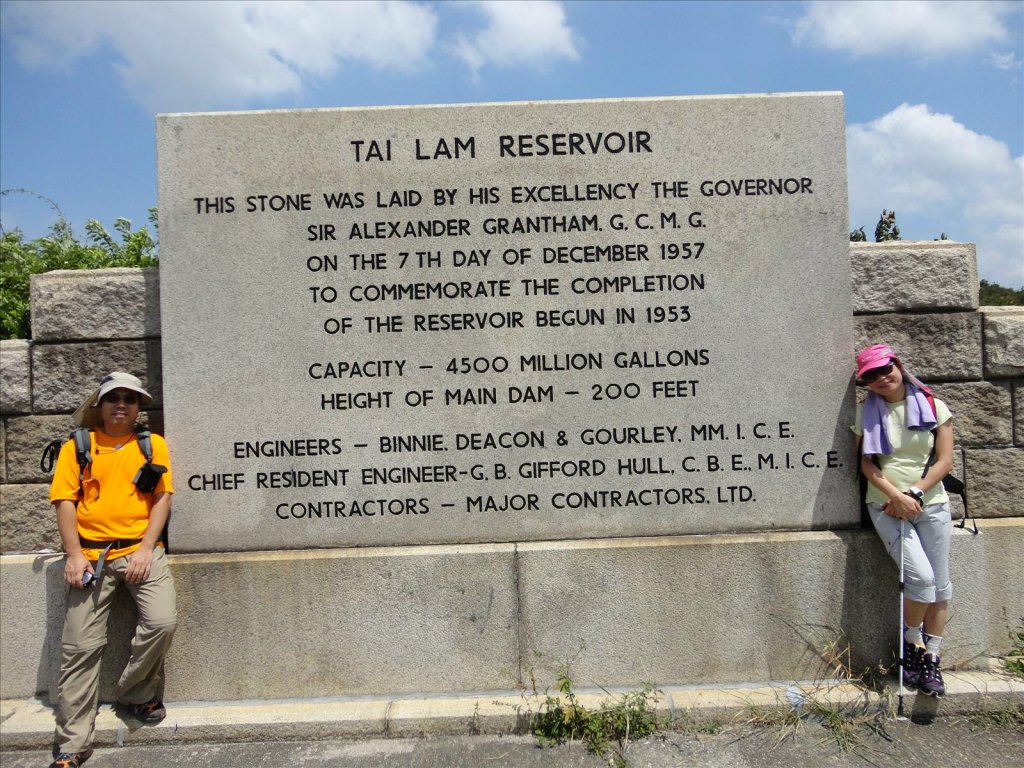 TAI LAM RESERVOIR
THIS STONE WAS LAID BY HIS EXCELLENCY THE GOVERNOR
SIR ALEXANDER GRANTHAM. G. C. M. G.
ON THE 7TH DAY OF DECEMBER 1957
TO COMMEMORATE THE COMPLETION
OF THE RESERVOIR BEGUN IN 1953
CAPACITY – 4500 MILLION GALLONS
HEIGHT OF MAIN DAM – 200 FEET
ENGINEERS – BINNIE. DEACON & GOURLEY. MM. I. C. E.
CHIEF RESIDENT ENGINEER-G. B. GIFFORD HULL, C. B. E., M. I. C. E.
CONTRACTORS – MAJOR CONTRACTORS. LTD.